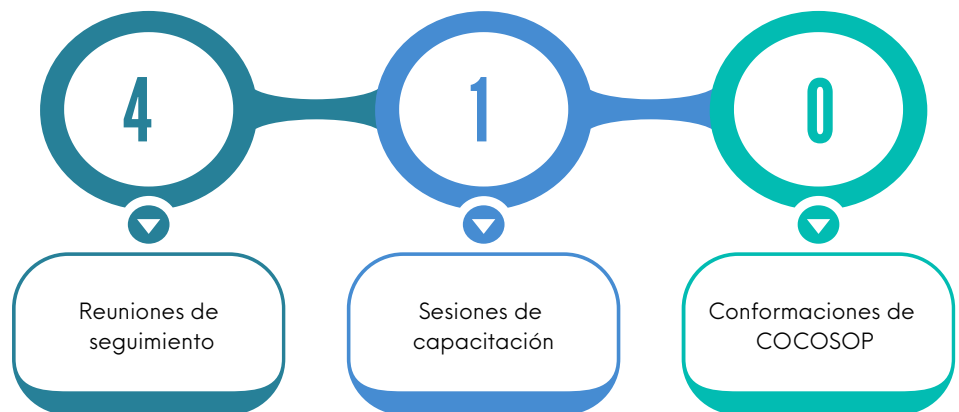 4
1
0
Reuniones de
seguimiento
Sesiones de
capacitación
Conformaciones de
COCOSOP